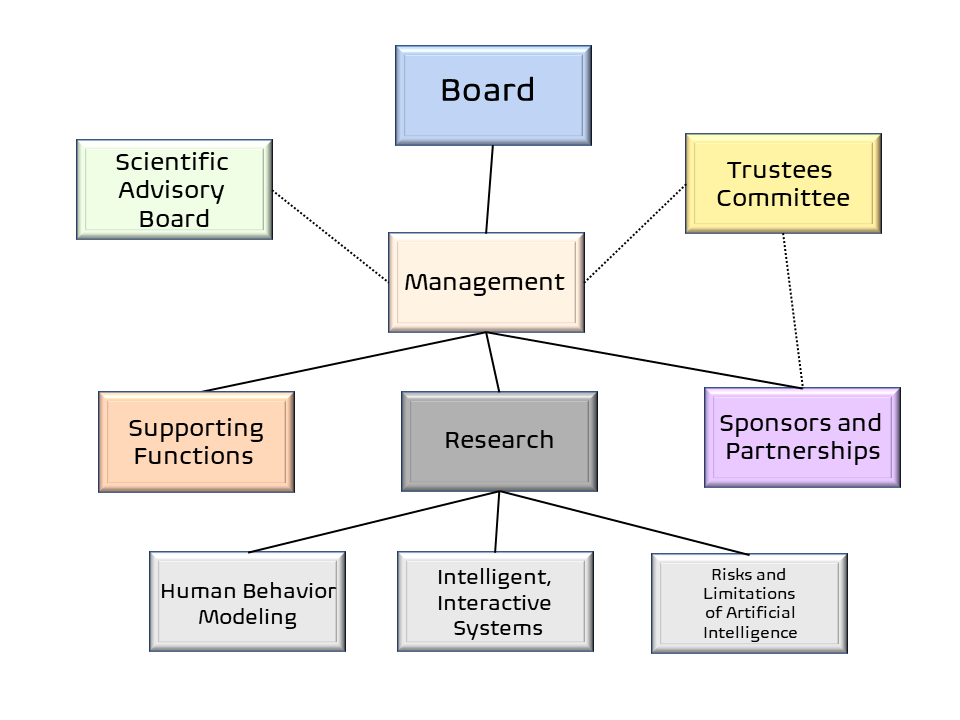 Board
Scientific
Advisory
Board
Trustees
Committee
Management
Supporting
Functions
Research
Sponsors and
Partnerships
Human Behavior
Modeling
Intelligent,
Interactive
Systems
Risks and
Limitations
of Artificial
Intelligence